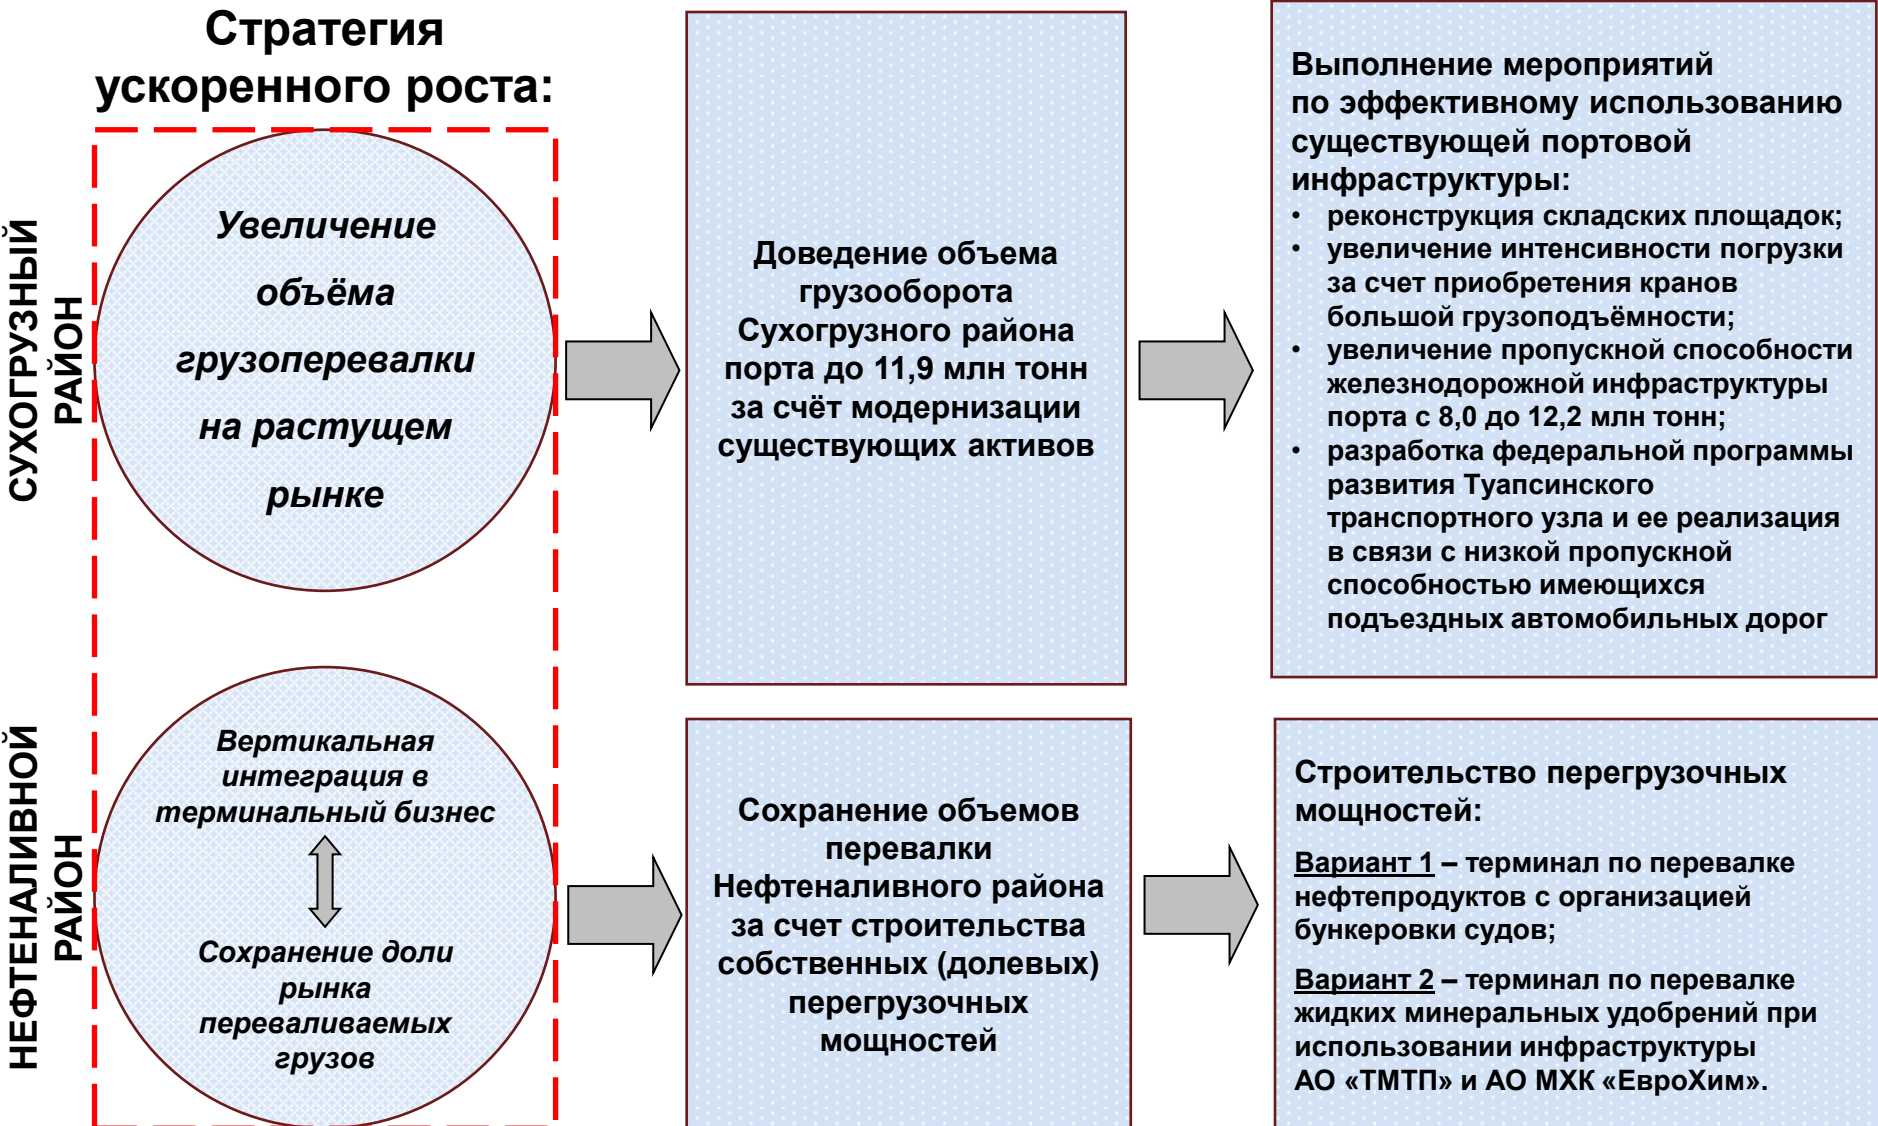 Стратегия
ускоренного роста:
СУХОГРУЗНЫЙ
РАЙОН
Увеличение
объёма
грузоперевалки
на растущем
рынке
Доведение объема
грузооборота
Сухогрузного района
порта до 11,9 млн тонн
за счёт модернизации
существующих активов
Выполнение мероприятий
по эффективному использованию
существующей портовой
инфраструктуры:
• реконструкция складских площадок;
• увеличение интенсивности погрузки
за счет приобретения кранов
большой грузоподъёмности;
• увеличение пропускной способности
железнодорожной инфраструктуры
порта с 8,0 до 12,2 млн тонн;
• разработка федеральной программы
развития Туапсинского
транспортного узла и ее реализация
в связи с низкой пропускной
способностью имеющихся
подъездных автомобильных дорог
НЕФТЕНАЛИВНОЙ
РАЙОН
Вертикальная
интеграция в
терминальный бизнес
Сохранение доли
рынка
переваливаемых
грузов
Сохранение объемов
перевалки
Нефтеналивного района
за счет строительства
собственных (долевых)
перегрузочных
мощностей
Строительство перегрузочных
мощностей:
Вариант 1 – терминал по перевалке
нефтепродуктов с организацией
бункеровки судов;
Вариант 2 – терминал по перевалке
жидких минеральных удобрений при
использовании инфраструктуры
АО «ТМТП» и АО МХК «ЕвроХим».